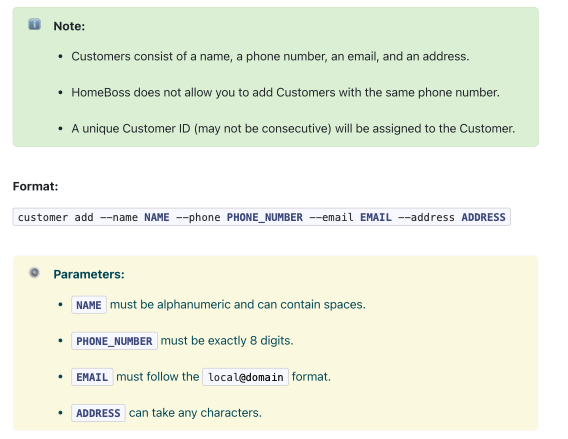 Note:
• Customers consist of a name, a phone number, an email, and an address.
• HomeBoss does not allow you to add Customers with the same phone number.
• A unique Customer ID (may not be consecutive) will be assigned to the Customer.
Format:
customer add --name NAME --phone PHONE_NUMBER --email EMAIL --address ADDRESS
Parameters:
• NAME must be alphanumeric and can contain spaces.
• PHONE_NUMBER must be exactly 8 digits.
• EMAIL must follow the local@domain format.
• ADDRESS can take any characters.